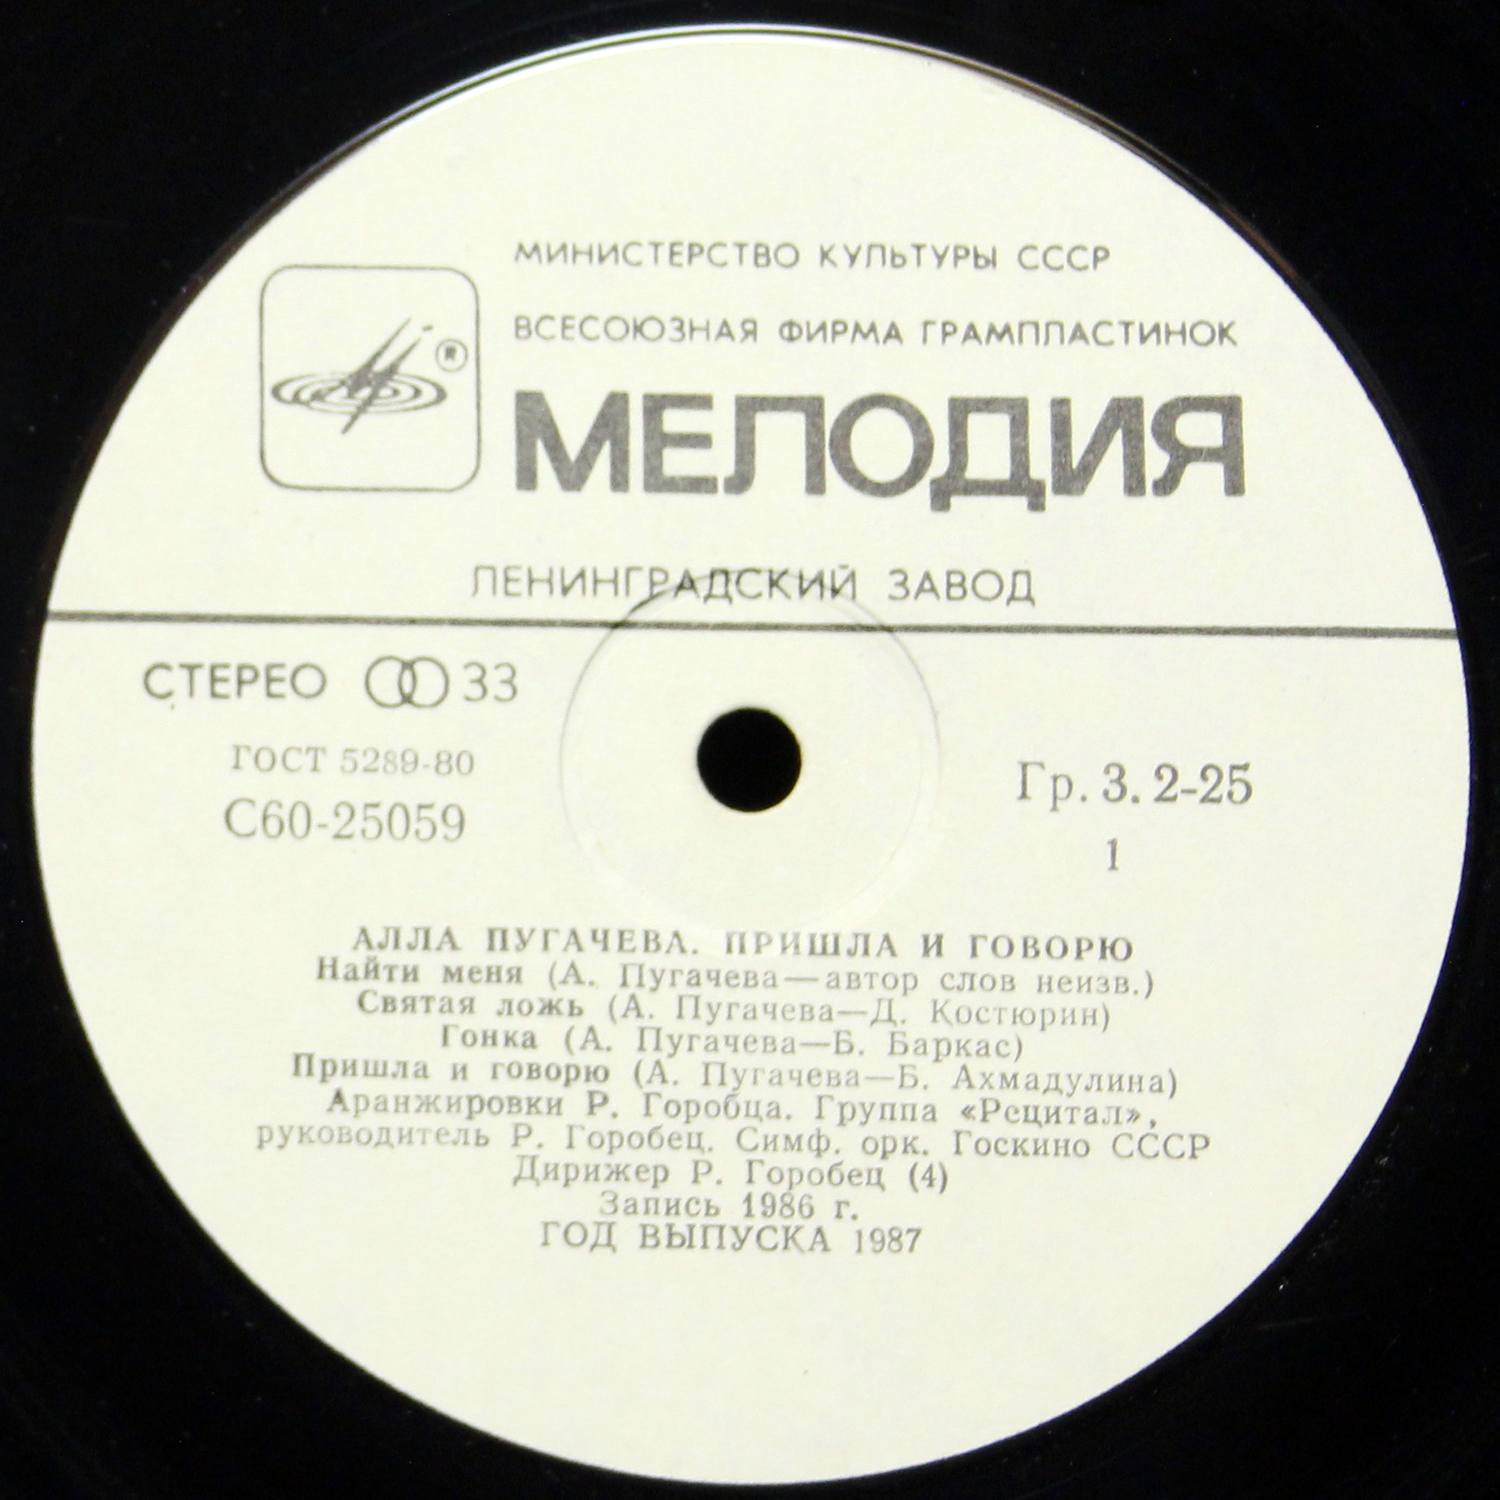 МИНИСТЕРСТВО КУЛЬТУРЫ СССР
ВСЕСОЮЗНАЯ ФИРМА ГРАМПЛАСТИНОК
®
МЕЛОДИЯ
ЛЕНИНГРАДСКИЙ ЗАВОД
СТЕРЕО 33
ГОСТ 5289-80
С60-25059
Гр. 3. 2-25
1
АЛЛА ПУГАЧЕВА. ПРИШЛА И ГОВОРЮ
Найти меня (А. Пугачева—автор слов неизв.)
Святая ложь (А. Пугачева—Д. Костюрин)
Гонка (А. Пугачева—Б. Баркас)
Пришла и говорю (А. Пугачева—Б. Ахмадулина)
Аранжировки Р. Горобца. Группа «Рецитал»,
руководитель Р. Горобец. Симф. орк. Госкино СССР
Дирижер Р. Горобец (4)
Запись 1986 г.
ГОД ВЫПУСКА 1987